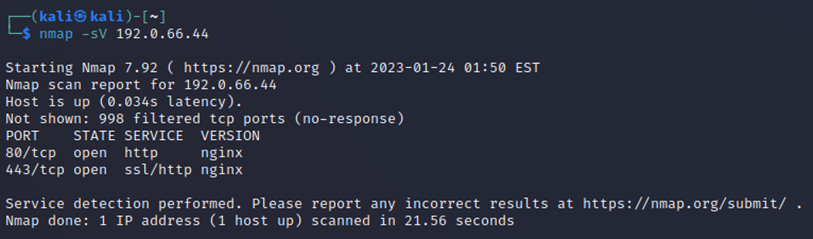 ┌──(kali㉿kali)-[~]
└─$ nmap -sV 192.0.66.44
Starting Nmap 7.92 ( https://nmap.org ) at 2023-01-24 01:50 EST
Nmap scan report for 192.0.66.44
Host is up (0.034s latency).
Not shown: 998 filtered tcp ports (no-response)
PORT    STATE SERVICE  VERSION
80/tcp  open  http     nginx
443/tcp open  ssl/http nginx
Service detection performed. Please report any incorrect results at https://nmap.org/submit/ .
Nmap done: 1 IP address (1 host up) scanned in 21.56 seconds